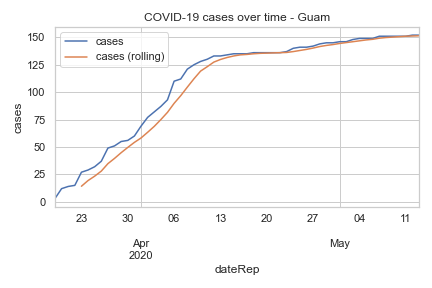 COVID-19 cases over time - Guam
cases
cases (rolling)
150
125
100
75
50
25
0
cases
23 30 06 13 20 27 04 11
Apr May
2020
dateRep